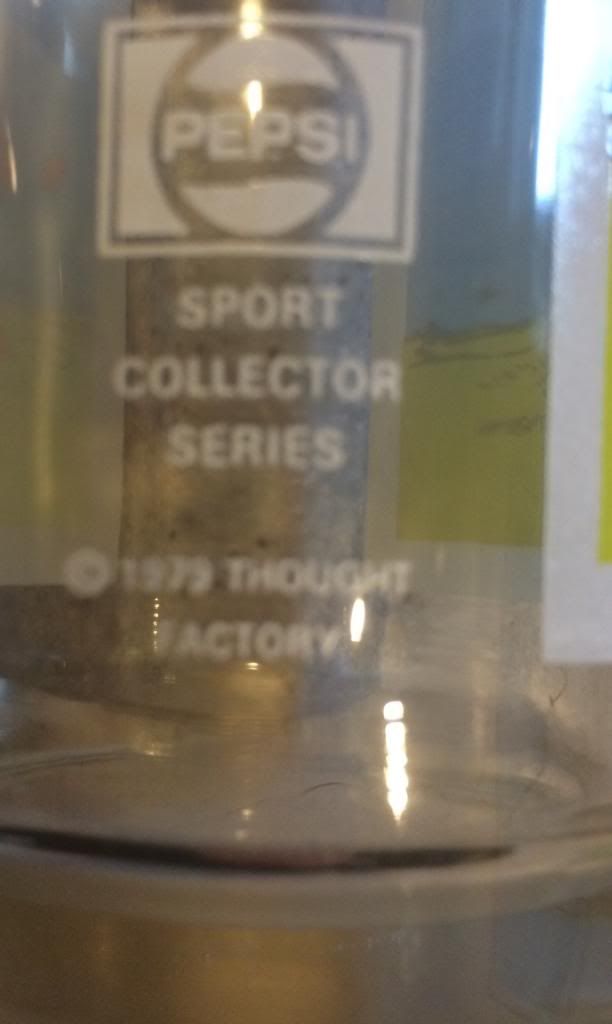 PEPSI
SPORT
COLLECTOR
SERIES
© 1979 THOUGHT
FACTORY